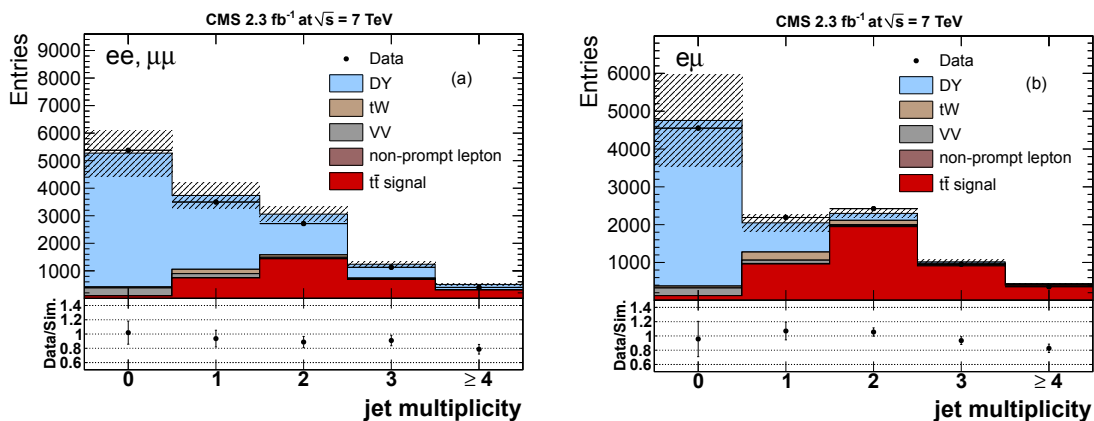 CMS 2.3 fb⁻¹ at √s = 7 TeV
Entries
9000
8000
7000
6000
5000
4000
3000
2000
1000
ee, μμ
(a)
Data
DY
tW
VV
non-prompt lepton
tt̄ signal
Data/Sim.
1.4
1.2
1
0.8
0.6
0 1 2 3 ≥ 4
jet multiplicity
CMS 2.3 fb⁻¹ at √s = 7 TeV
Entries
6000
5000
4000
3000
2000
1000
eμ
(b)
Data
DY
tW
VV
non-prompt lepton
tt̄ signal
Data/Sim.
1.4
1.2
1
0.8
0.6
0 1 2 3 ≥ 4
jet multiplicity